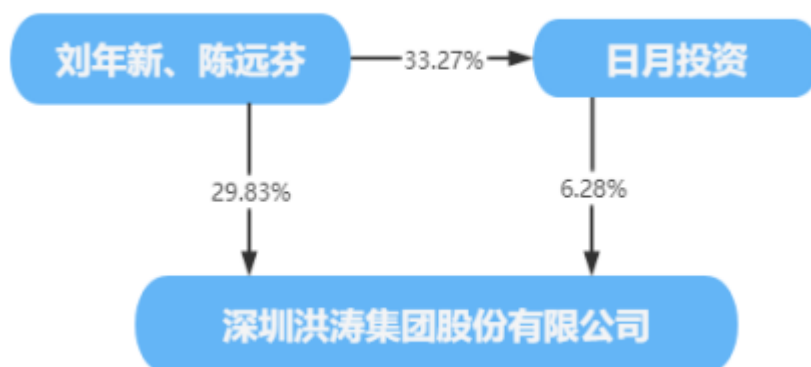 刘年新、陈远芬
33.27%
日月投资
29.83%
6.28%
深圳洪涛集团股份有限公司